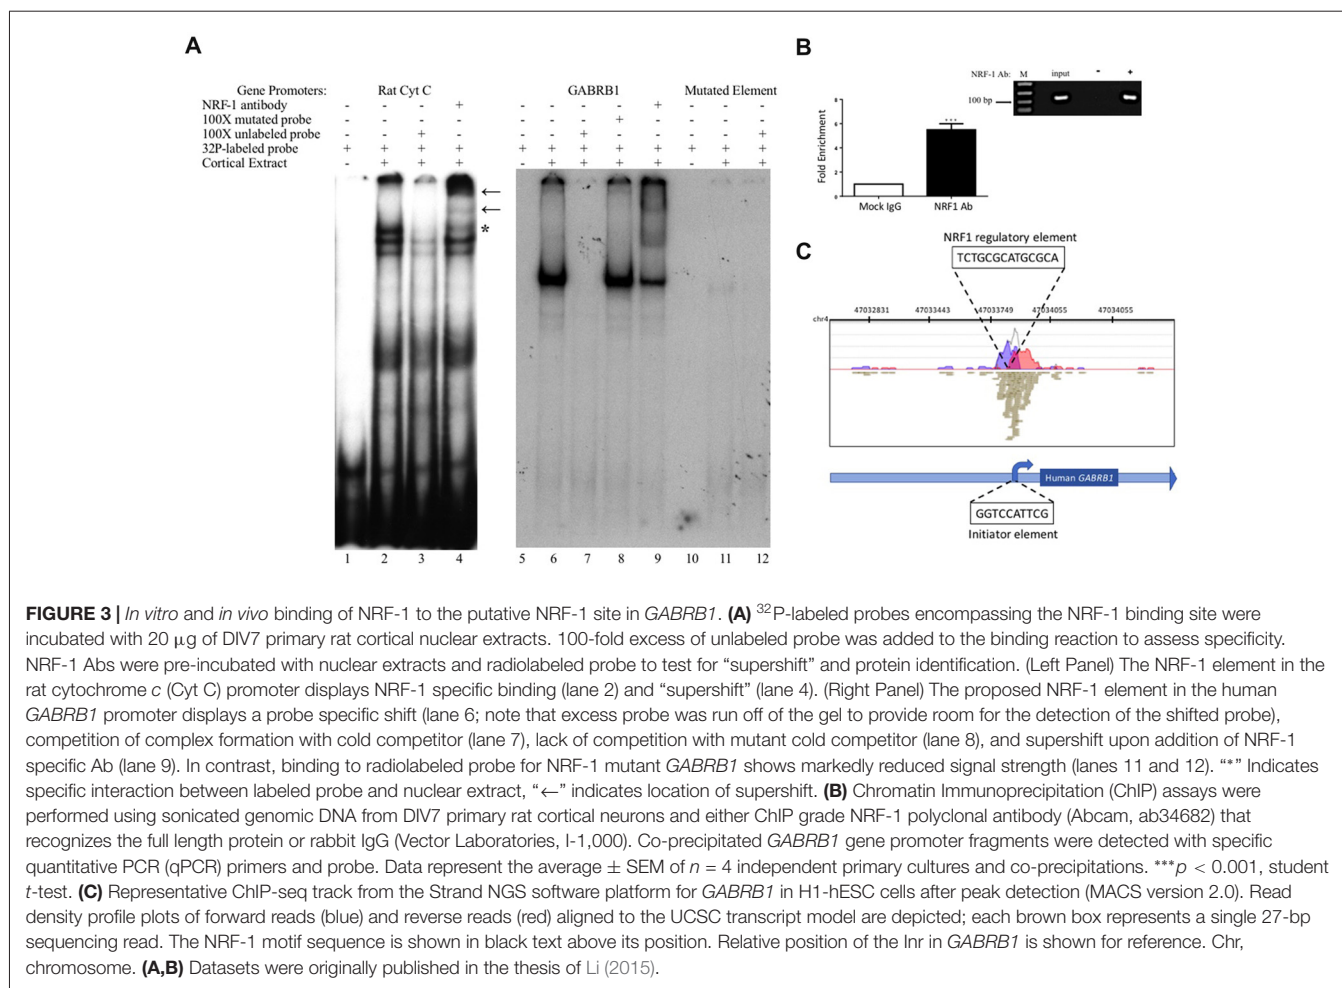 A
Gene Promoters: Rat Cyt C GABRB1 Mutated Element
NRF-1 antibody - - - + - - - - + - - -
100X mutated probe - - - - - - - + - - - -
100X unlabeled probe - - + - - - + - - - - +
32P-labeled probe + + + + + + + + + + + +
Cortical Extract - + + + - + + + + - + +
←
←
*
1 2 3 4 5 6 7 8 9 10 11 12
B
NRF-1 Ab: M input - +
100 bp
Fold Enrichment
8
6
4
2
0
***
Mock IgG NRF1 Ab
C
NRF1 regulatory element
TCTGCGCATGCGCA
47032831 47033443 47033749 47034055 47034055
chr4
Human GABRB1
GGTCCATTCG
Initiator element
FIGURE 3 | In vitro and in vivo binding of NRF-1 to the putative NRF-1 site in GABRB1. (A) ³²P-labeled probes encompassing the NRF-1 binding site were
incubated with 20 μg of DIV7 primary rat cortical nuclear extracts. 100-fold excess of unlabeled probe was added to the binding reaction to assess specificity.
NRF-1 Abs were pre-incubated with nuclear extracts and radiolabeled probe to test for “supershift” and protein identification. (Left Panel) The NRF-1 element in the
rat cytochrome c (Cyt C) promoter displays NRF-1 specific binding (lane 2) and “supershift” (lane 4). (Right Panel) The proposed NRF-1 element in the human
GABRB1 promoter displays a probe specific shift (lane 6; note that excess probe was run off of the gel to provide room for the detection of the shifted probe),
competition of complex formation with cold competitor (lane 7), lack of competition with mutant cold competitor (lane 8), and supershift upon addition of NRF-1
specific Ab (lane 9). In contrast, binding to radiolabeled probe for NRF-1 mutant GABRB1 shows markedly reduced signal strength (lanes 11 and 12). “*” Indicates
specific interaction between labeled probe and nuclear extract, “←” indicates location of supershift. (B) Chromatin Immunoprecipitation (ChIP) assays were
performed using sonicated genomic DNA from DIV7 primary rat cortical neurons and either ChIP grade NRF-1 polyclonal antibody (Abcam, ab34682) that
recognizes the full length protein or rabbit IgG (Vector Laboratories, I-1,000). Co-precipitated GABRB1 gene promoter fragments were detected with specific
quantitative PCR (qPCR) primers and probe. Data represent the average ± SEM of n = 4 independent primary cultures and co-precipitations. ***p < 0.001, student
t-test. (C) Representative ChIP-seq track from the Strand NGS software platform for GABRB1 in H1-hESC cells after peak detection (MACS version 2.0). Read
density profile plots of forward reads (blue) and reverse reads (red) aligned to the UCSC transcript model are depicted; each brown box represents a single 27-bp
sequencing read. The NRF-1 motif sequence is shown in black text above its position. Relative position of the Inr in GABRB1 is shown for reference. Chr,
chromosome. (A,B) Datasets were originally published in the thesis of Li (2015).